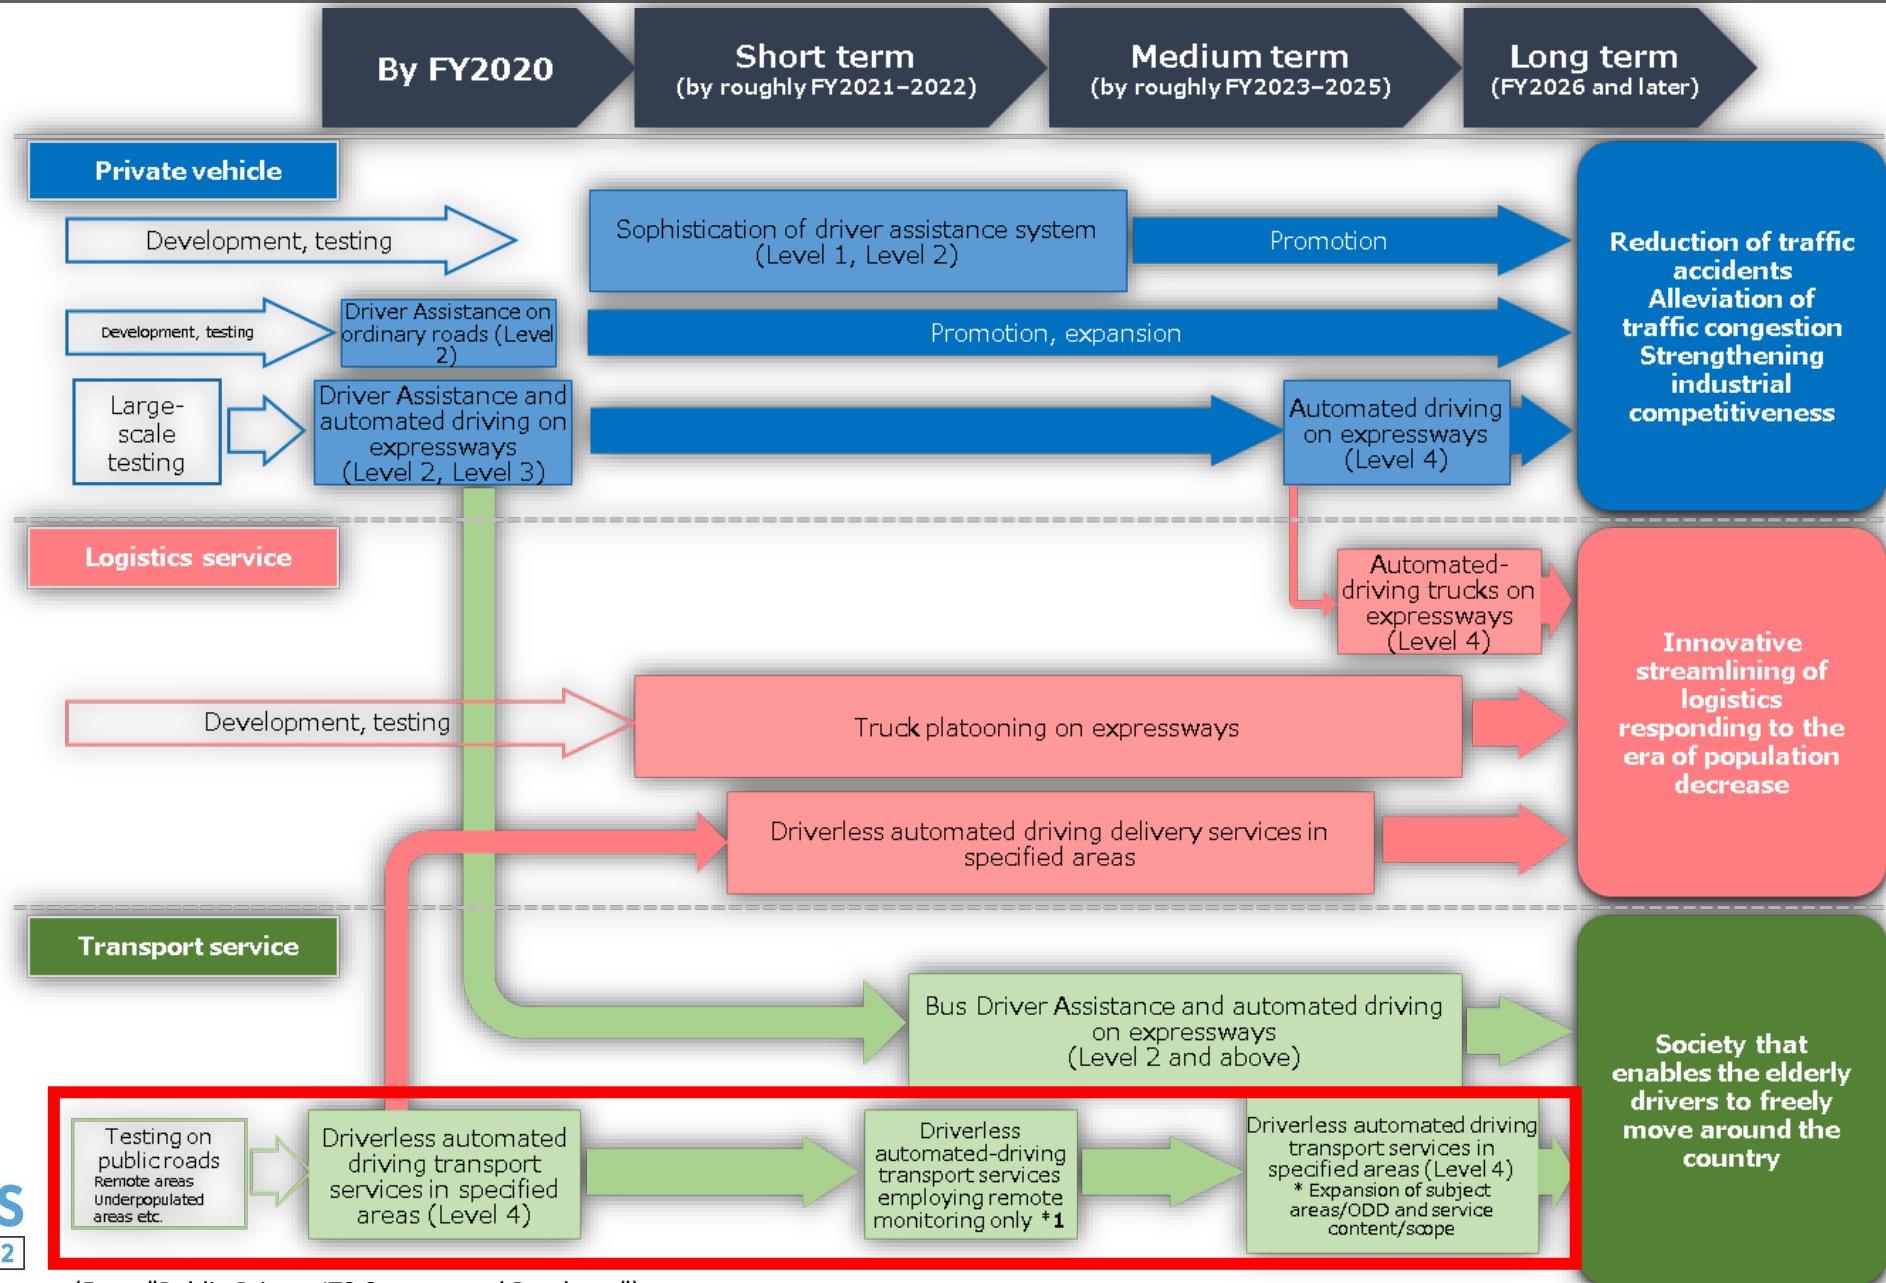 By FY2020
Short term
(by roughly FY2021–2022)
Medium term
(by roughly FY2023–2025)
Long term
(FY2026 and later)
Private vehicle
Development, testing
Sophistication of driver assistance system
(Level 1, Level 2)
Promotion
Development, testing
Driver Assistance on
ordinary roads (Level
2)
Promotion, expansion
Large-
scale
testing
Driver Assistance and
automated driving on
expressways
(Level 2, Level 3)
Automated driving
on expressways
(Level 4)
Reduction of traffic
accidents
Alleviation of
traffic congestion
Strengthening
industrial
competitiveness
Logistics service
Automated-
driving trucks on
expressways
(Level 4)
Development, testing
Truck platooning on expressways
Driverless automated driving delivery services in
specified areas
Innovative
streamlining of
logistics
responding to the
era of population
decrease
Transport service
Bus Driver Assistance and automated driving
on expressways
(Level 2 and above)
Testing on
public roads
Remote areas
Underpopulated
areas etc.
Driverless automated
driving transport
services in specified
areas (Level 4)
Driverless
automated-driving
transport services
employing remote
monitoring only *1
Driverless automated driving
transport services in
specified areas (Level 4)
* Expansion of subject
areas/ODD and service
content/scope
Society that
enables the elderly
drivers to freely
move around the
country
S
2